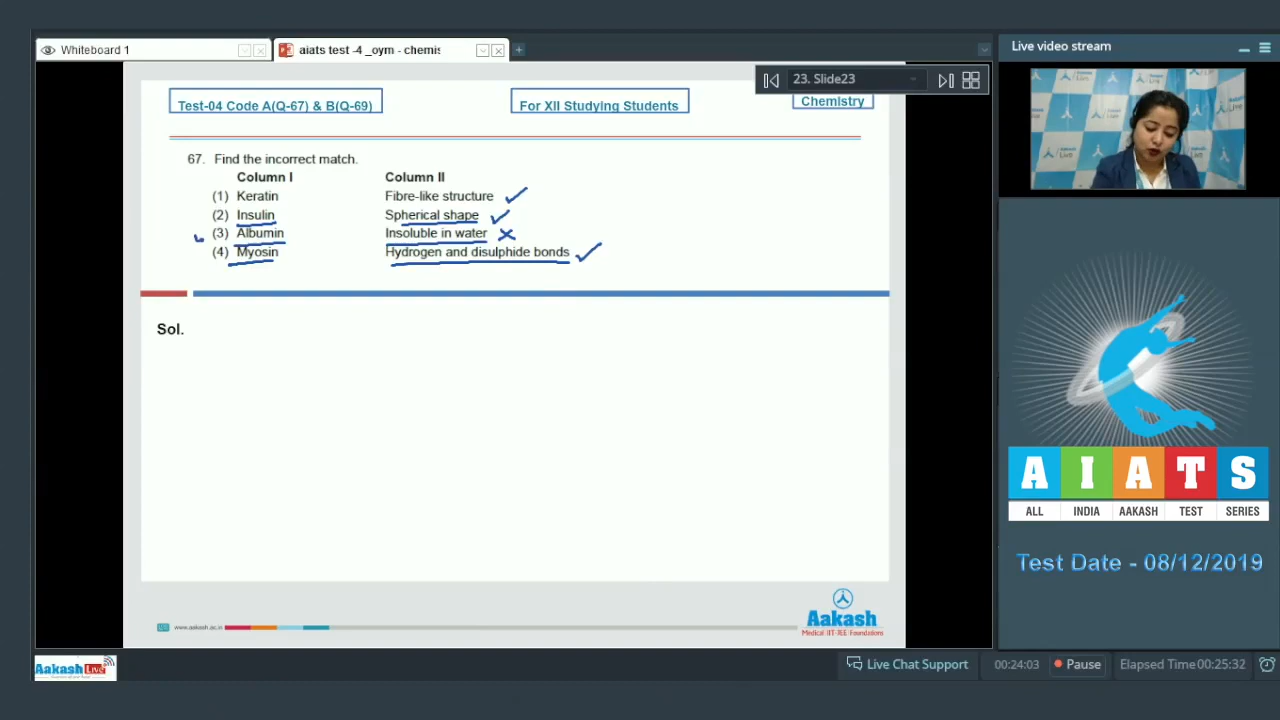 Whiteboard 1
aiats test -4 _oym - chemis
Live video stream
23. Slide23
Test-04 Code A(Q-67) & B(Q-69)
For XII Studying Students
Chemistry
67. Find the incorrect match.
Column I Column II
(1) Keratin Fibre-like structure
(2) Insulin Spherical shape
(3) Albumin Insoluble in water
(4) Myosin Hydrogen and disulphide bonds
Sol.
A I A T S
ALL INDIA AAKASH TEST SERIES
Test Date - 08/12/2019
www.aakash.ac.in
Aakash
Medical IIT-JEE Foundations
Aakash Live
Live Chat Support
00:24:03
Pause
Elapsed Time 00:25:32